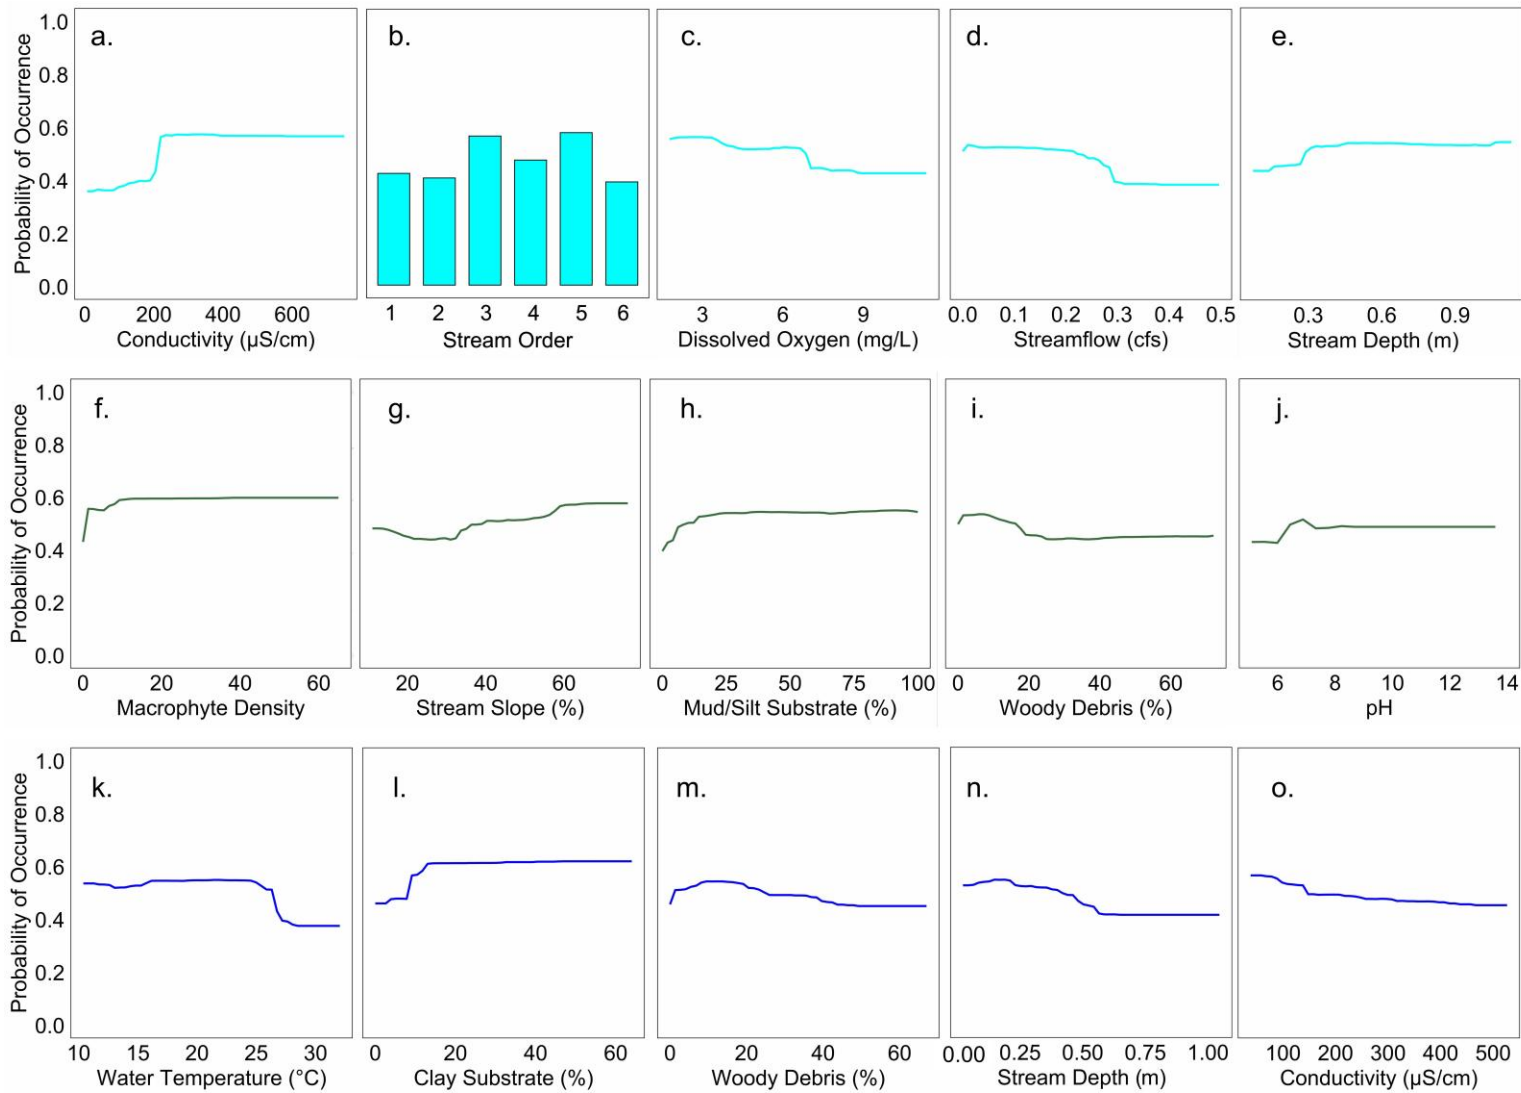 Probability of Occurrence
1.0
0.8
0.6
0.4
0.2
0.0
a.
0 200 400 600
Conductivity (µS/cm)
b.
1 2 3 4 5 6
Stream Order
c.
3 6 9
Dissolved Oxygen (mg/L)
d.
0.0 0.1 0.2 0.3 0.4 0.5
Streamflow (cfs)
e.
0.3 0.6 0.9
Stream Depth (m)
Probability of Occurrence
1.0
0.8
0.6
0.4
0.2
0.0
f.
0 20 40 60
Macrophyte Density
g.
20 40 60
Stream Slope (%)
h.
0 25 50 75 100
Mud/Silt Substrate (%)
i.
0 20 40 60
Woody Debris (%)
j.
6 8 10 12 14
pH
Probability of Occurrence
1.0
0.8
0.6
0.4
0.2
0.0
k.
10 15 20 25 30
Water Temperature (°C)
l.
0 20 40 60
Clay Substrate (%)
m.
0 20 40 60
Woody Debris (%)
n.
0.00 0.25 0.50 0.75 1.00
Stream Depth (m)
o.
100 200 300 400 500
Conductivity (µS/cm)